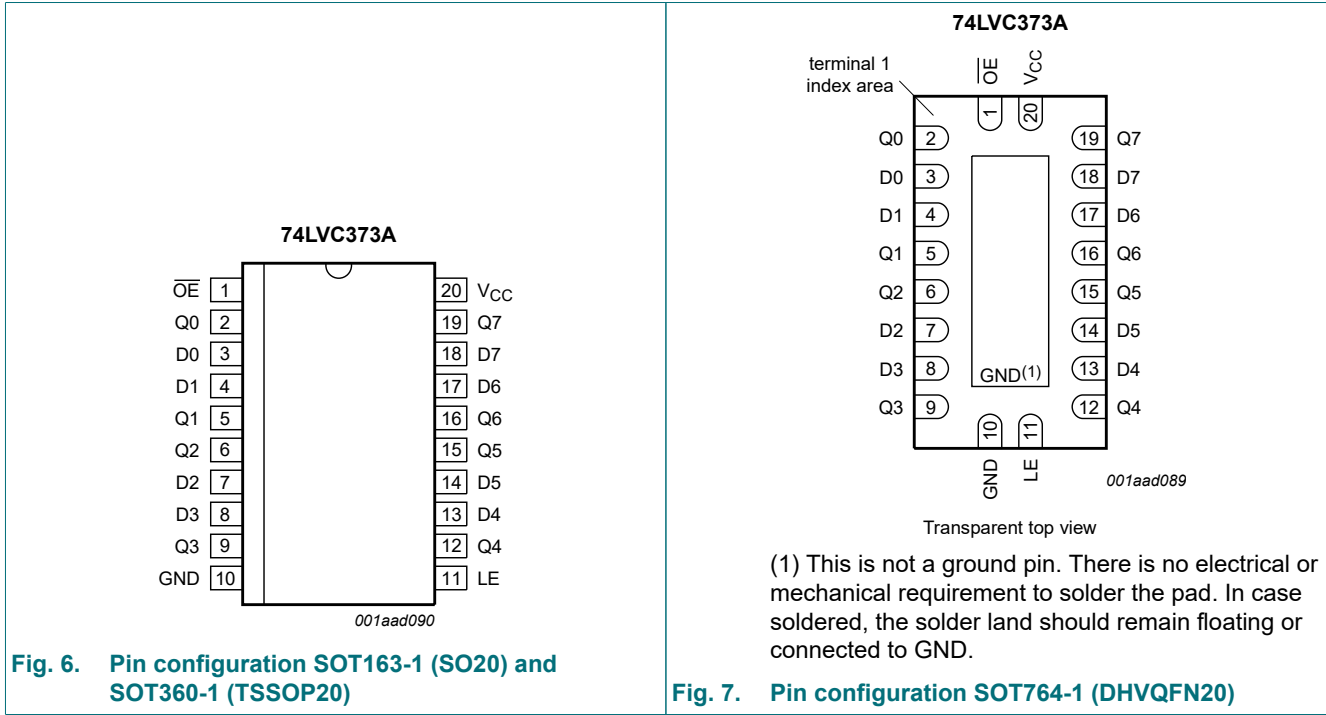 74LVC373A
OE 1
Q0 2
D0 3
D1 4
Q1 5
Q2 6
D2 7
D3 8
Q3 9
GND 10
20 VCC
19 Q7
18 D7
17 D6
16 Q6
15 Q5
14 D5
13 D4
12 Q4
11 LE
001aad090
Fig. 6. Pin configuration SOT163-1 (SO20) and
SOT360-1 (TSSOP20)
74LVC373A
terminal 1
index area
OE
VCC
1
20
Q0 2
D0 3
D1 4
Q1 5
Q2 6
D2 7
D3 8
Q3 9
19 Q7
18 D7
17 D6
16 Q6
15 Q5
14 D5
13 D4
12 Q4
GND(1)
10
11
GND
LE
001aad089
Transparent top view
(1) This is not a ground pin. There is no electrical or
mechanical requirement to solder the pad. In case
soldered, the solder land should remain floating or
connected to GND.
Fig. 7. Pin configuration SOT764-1 (DHVQFN20)